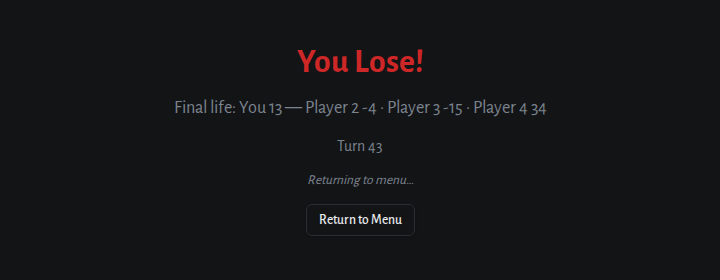 You Lose!
Final life: You 13 — Player 2 -4 · Player 3 -15 · Player 4 34
Turn 43
Returning to menu...
Return to Menu